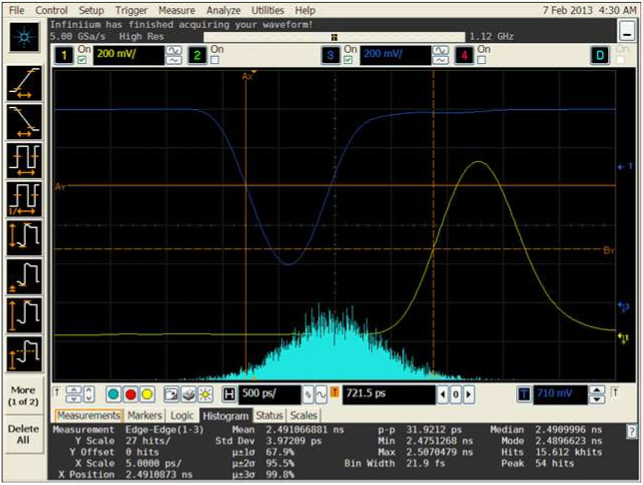 File Control Setup Trigger Measure Analyze Utilities Help 7 Feb 2013 4:30 AM
Infiniium has finished acquiring your waveform!
5.00 GSa/s High Res 1.12 GHz
1 On 200 mV/ 2 On 3 On 200 mV/ 4 On D On
Ax
T
Ay
By
3
1
More
(1 of 2)
Delete
All
H 500 ps/ 721.5 ps 0 T 710 mV
Measurements Markers Logic Histogram Status Scales
Measurement Edge-Edge(1-3) Mean 2.491066881 ns p-p 31.9212 ps Median 2.4909996 ns
Y Scale 27 hits/ Std Dev 3.97209 ps Min 2.4751268 ns Mode 2.4896623 ns
Y Offset 0 hits μ±1σ 67.9% Max 2.5070479 ns Hits 15.612 khits
X Scale 5.0000 ps/ μ±2σ 95.5% Bin Width 21.9 fs Peak 54 hits
X Position 2.4910873 ns μ±3σ 99.8%